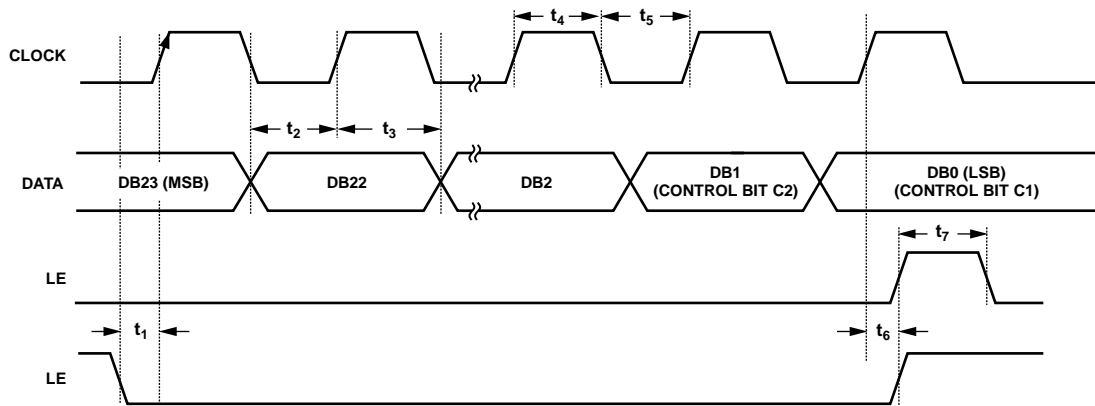 t4
t5
CLOCK
t2
t3
DATA
DB23 (MSB)
DB22
DB2
DB1
(CONTROL BIT C2)
DB0 (LSB)
(CONTROL BIT C1)
t7
LE
t1
t6
LE